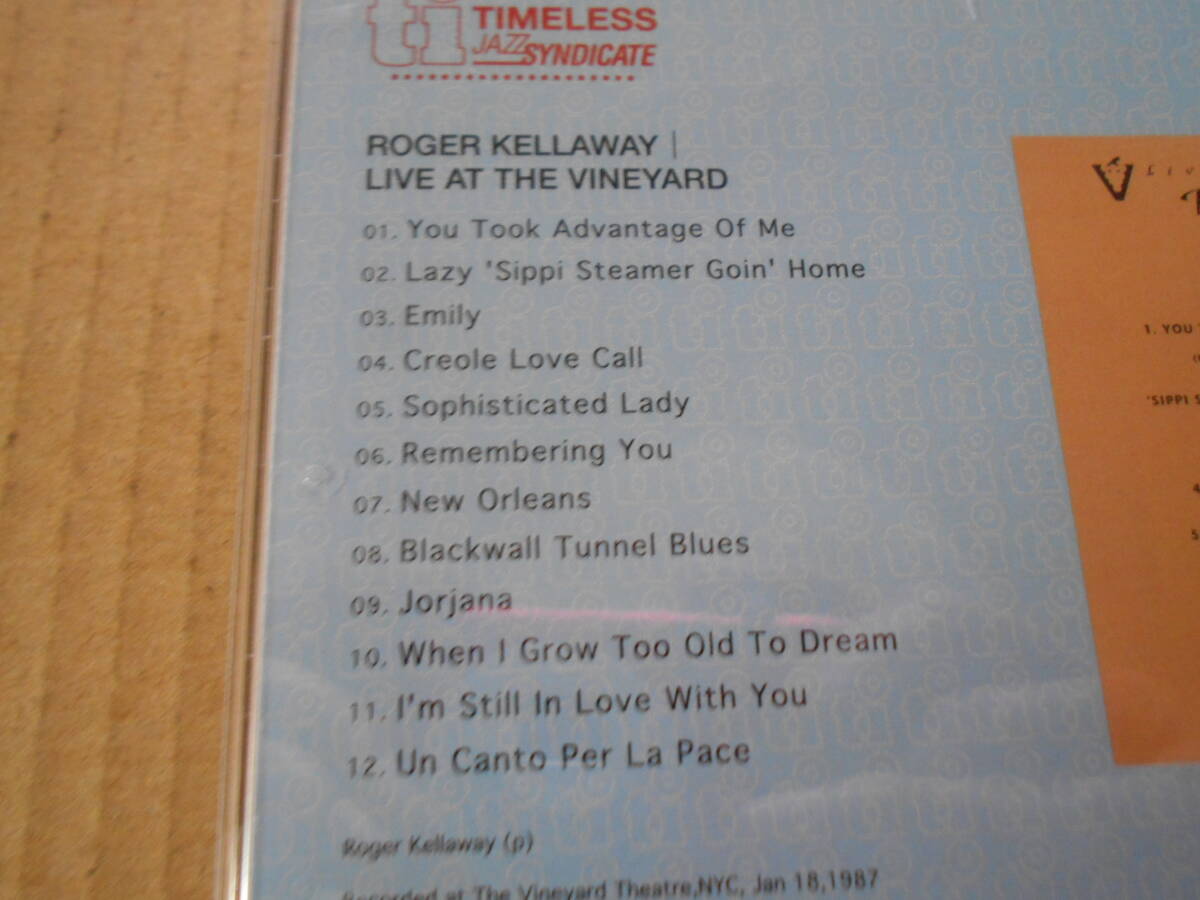 ti TIMELESS
JAZZ SYNDICATE
ROGER KELLAWAY |
LIVE AT THE VINEYARD
01. You Took Advantage Of Me
02. Lazy 'Sippi Steamer Goin' Home
03. Emily
04. Creole Love Call
05. Sophisticated Lady
06. Remembering You
07. New Orleans
08. Blackwall Tunnel Blues
09. Jorjana
10. When I Grow Too Old To Dream
11. I'm Still In Love With You
12. Un Canto Per La Pace
Roger Kellaway (p)
Recorded at The Vineyard Theatre,NYC, Jan 18,1987
1. YOU
'SIPPI S